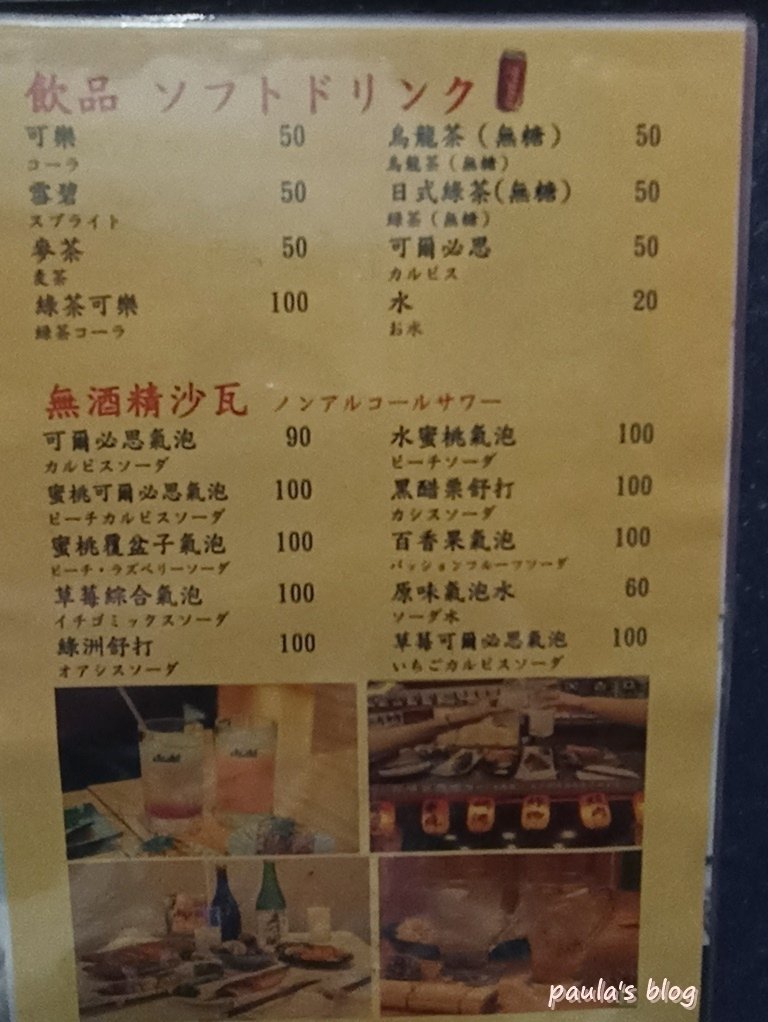 飲品 ソフトドリンク
可樂 50
コーラ
雪碧 50
スプライト
麥茶 50
麦茶
綠茶可樂 100
緑茶コーラ
烏龍茶（無糖） 50
烏龍茶（無糖）
日式綠茶(無糖) 50
緑茶（無糖）
可爾必思 50
カルピス
水 20
お水
無酒精沙瓦 ノンアルコールサワー
可爾必思氣泡 90
カルピスソーダ
蜜桃可爾必思氣泡 100
ピーチカルピスソーダ
蜜桃覆盆子氣泡 100
ピーチ・ラズベリーソーダ
草莓綜合氣泡 100
イチゴミックスソーダ
綠洲舒打 100
オアシスソーダ
水蜜桃氣泡 100
ピーチソーダ
黑醋栗舒打 100
カシスソーダ
百香果氣泡 100
パッションフルーツソーダ
原味氣泡水 60
ソーダ水
草莓可爾必思氣泡 100
いちごカルピスソーダ
Asahi
Asahi
paula's blog